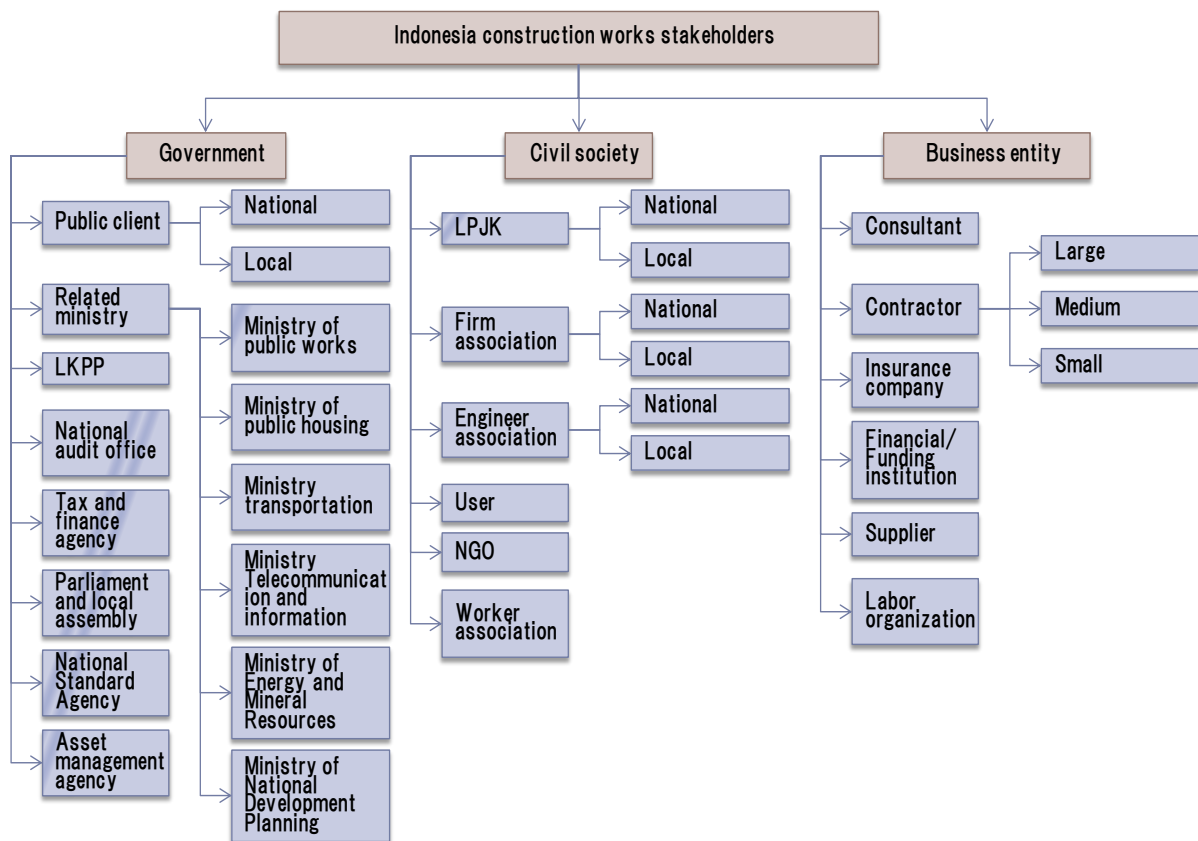 Indonesia construction works stakeholders
Government
Public client
National
Local
Related
ministry
Ministry of
public works
Ministry of
public housing
Ministry
transportation
Ministry
Telecommunicat
ion and
information
Ministry of
Energy and
Mineral
Resources
Ministry of
National
Development
Planning
LKPP
National
audit office
Tax and
finance
agency
Parliament
and local
assembly
National
Standard
Agency
Asset
management
agency
Civil society
LPJK
National
Local
Firm
association
National
Local
Engineer
association
National
Local
User
NGO
Worker
association
Business entity
Consultant
Contractor
Large
Medium
Small
Insurance
company
Financial/
Funding
institution
Supplier
Labor
organization